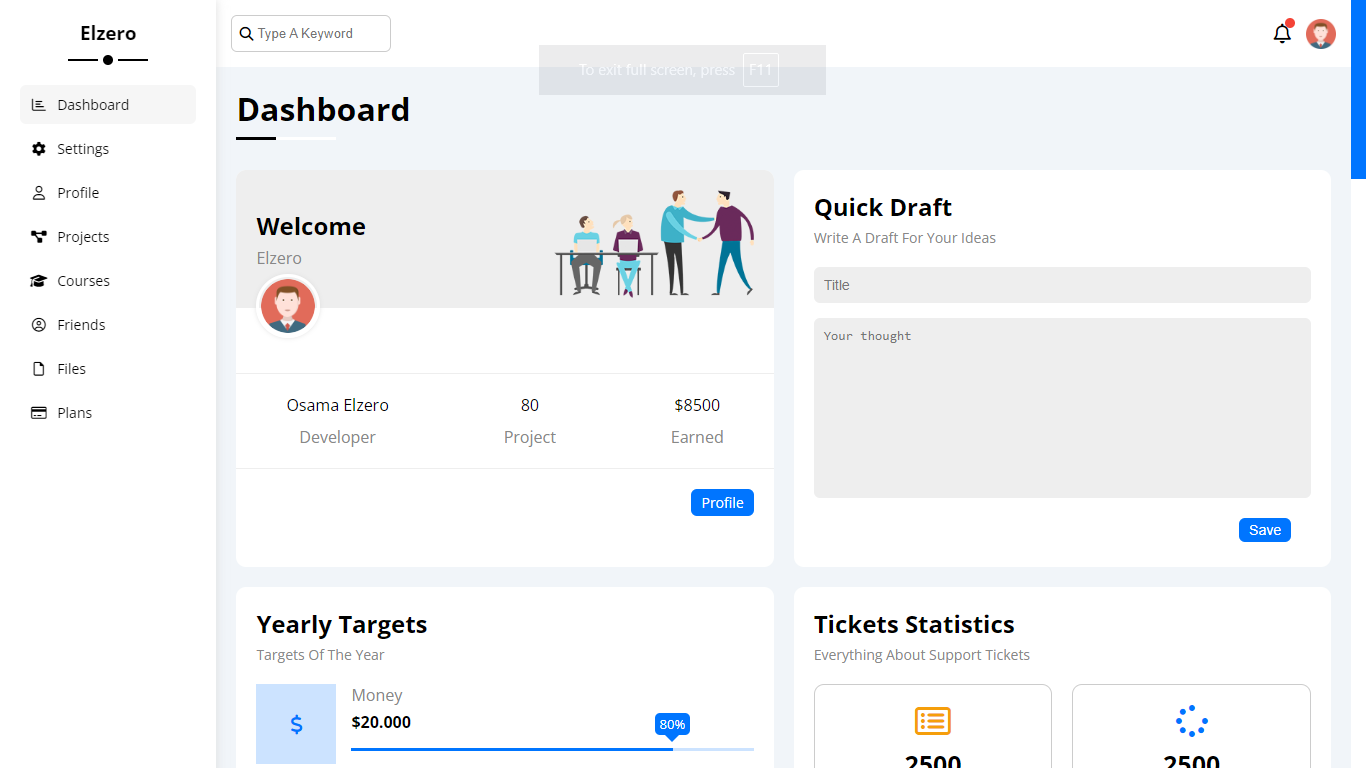 Elzero
Dashboard
Settings
Profile
Projects
Courses
Friends
Files
Plans
Type A Keyword
To exit full screen, press F11
Dashboard
Welcome
Elzero
Osama Elzero
Developer
80
Project
$8500
Earned
Profile
Quick Draft
Write A Draft For Your Ideas
Title
Your thought
Save
Yearly Targets
Targets Of The Year
$
Money
$20.000
80%
Tickets Statistics
Everything About Support Tickets
2500
2500